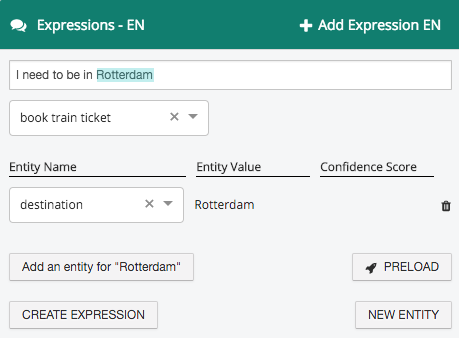 Expressions - EN
Add Expression EN
I need to be in Rotterdam
book train ticket
Entity Name Entity Value Confidence Score
destination Rotterdam
Add an entity for "Rotterdam" PRELOAD
CREATE EXPRESSION NEW ENTITY